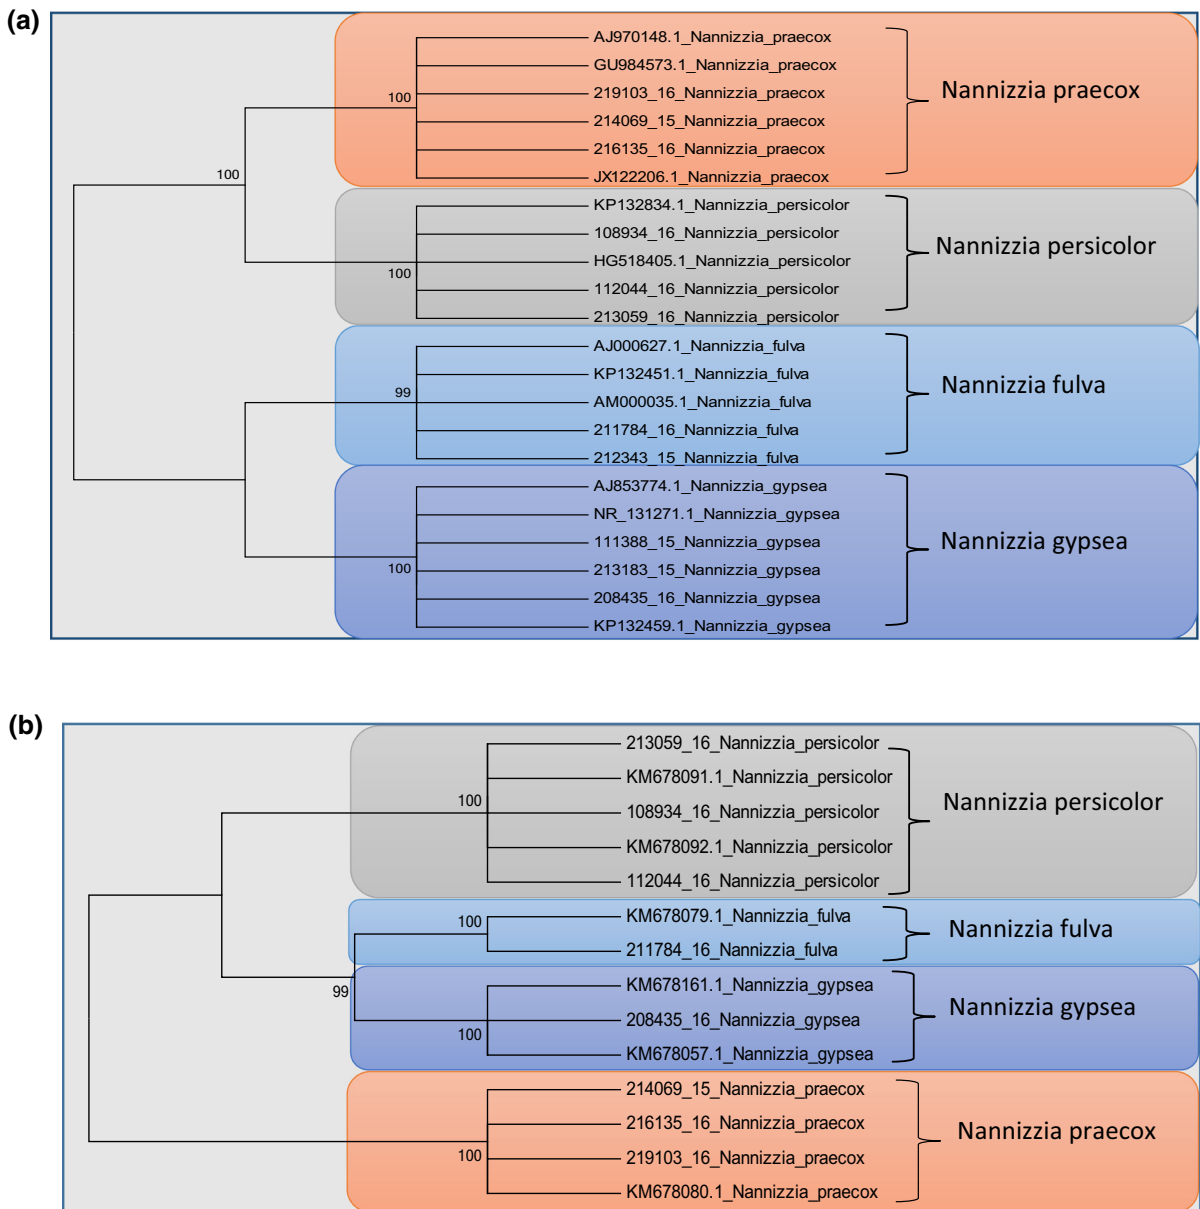 (a)
AJ970148.1_Nannizzia_praecox
GU984573.1_Nannizzia_praecox
219103_16_Nannizzia_praecox
214069_15_Nannizzia_praecox
216135_16_Nannizzia_praecox
JX122206.1_Nannizzia_praecox
100
Nannizzia praecox
100
KP132834.1_Nannizzia_persicolor
108934_16_Nannizzia_persicolor
HG518405.1_Nannizzia_persicolor
112044_16_Nannizzia_persicolor
213059_16_Nannizzia_persicolor
100
Nannizzia persicolor
AJ000627.1_Nannizzia_fulva
KP132451.1_Nannizzia_fulva
AM000035.1_Nannizzia_fulva
211784_16_Nannizzia_fulva
212343_15_Nannizzia_fulva
99
Nannizzia fulva
AJ853774.1_Nannizzia_gypsea
NR_131271.1_Nannizzia_gypsea
111388_15_Nannizzia_gypsea
213183_15_Nannizzia_gypsea
208435_16_Nannizzia_gypsea
KP132459.1_Nannizzia_gypsea
100
Nannizzia gypsea
(b)
213059_16_Nannizzia_persicolor
KM678091.1_Nannizzia_persicolor
108934_16_Nannizzia_persicolor
KM678092.1_Nannizzia_persicolor
112044_16_Nannizzia_persicolor
100
Nannizzia persicolor
KM678079.1_Nannizzia_fulva
211784_16_Nannizzia_fulva
100
Nannizzia fulva
99
KM678161.1_Nannizzia_gypsea
208435_16_Nannizzia_gypsea
KM678057.1_Nannizzia_gypsea
100
Nannizzia gypsea
214069_15_Nannizzia_praecox
216135_16_Nannizzia_praecox
219103_16_Nannizzia_praecox
KM678080.1_Nannizzia_praecox
100
Nannizzia praecox